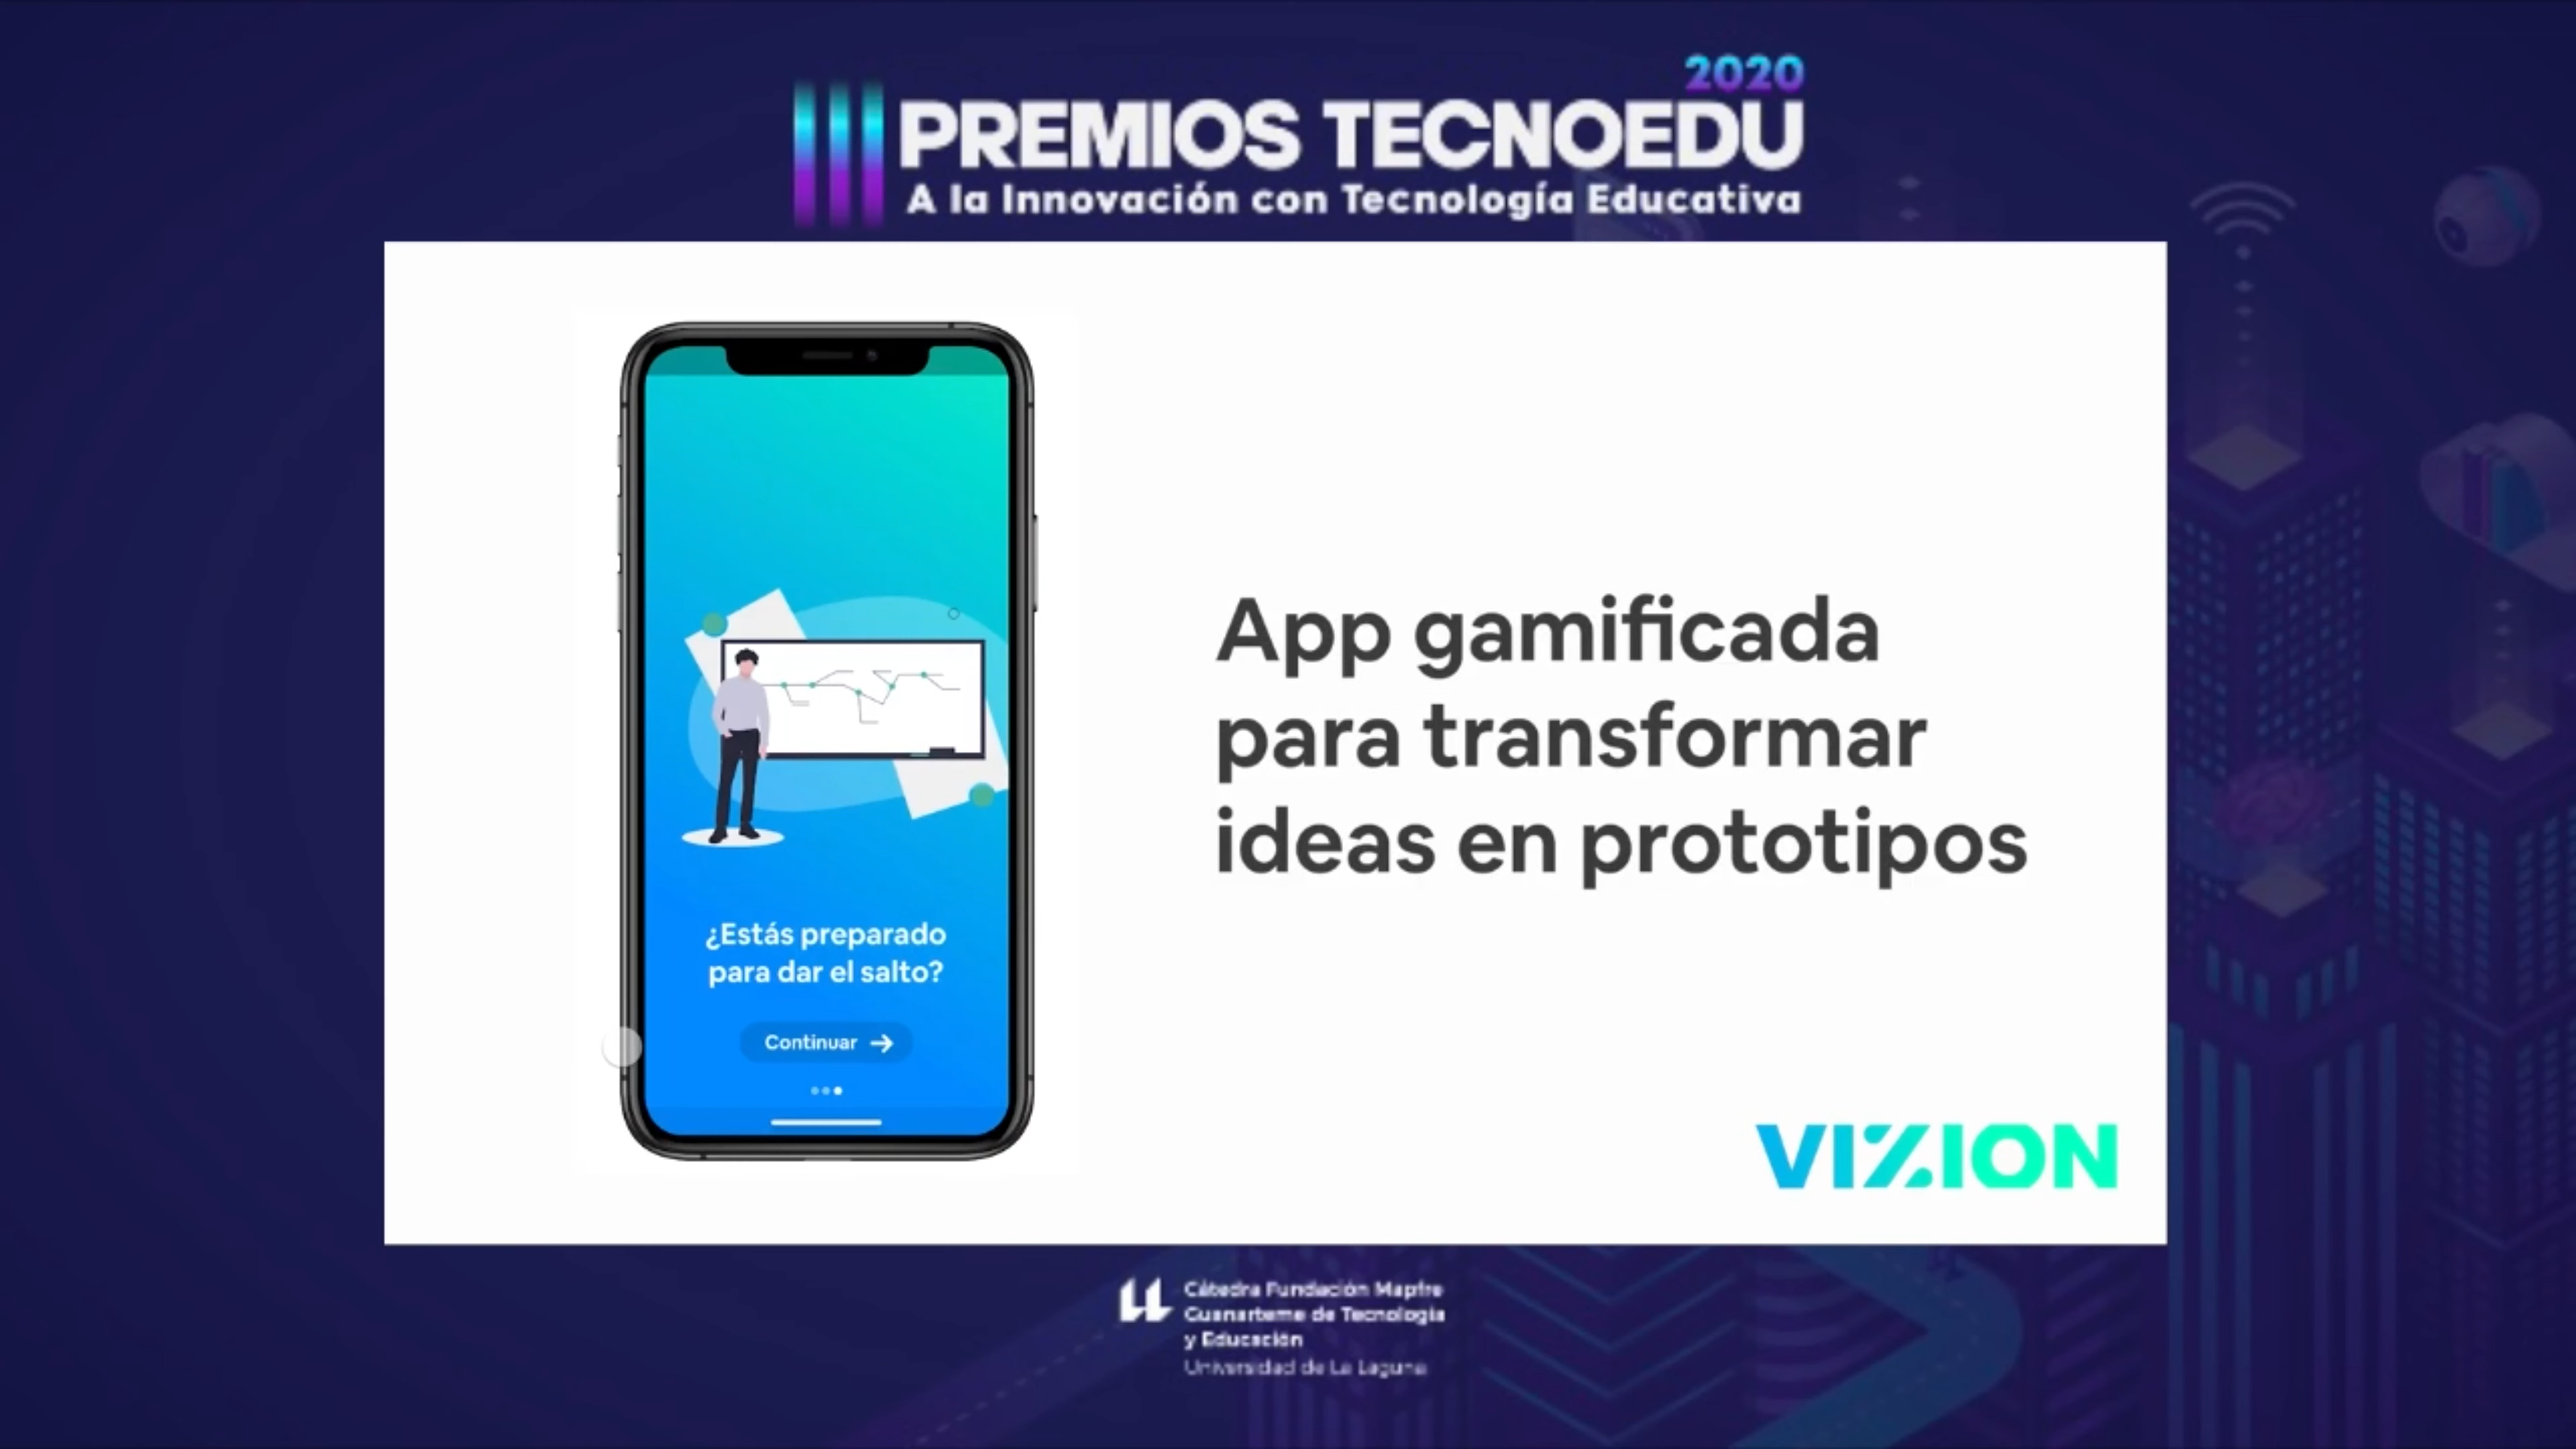 2020
PREMIOS TECNOEDU
A la Innovación con Tecnología Educativa
¿Estás preparado
para dar el salto?
Continuar
App gamificada
para transformar
ideas en prototipos
VIZION
Cátedra Fundación Mapfre
Guanarteme de Tecnología
y Educación
Universidad de La Laguna